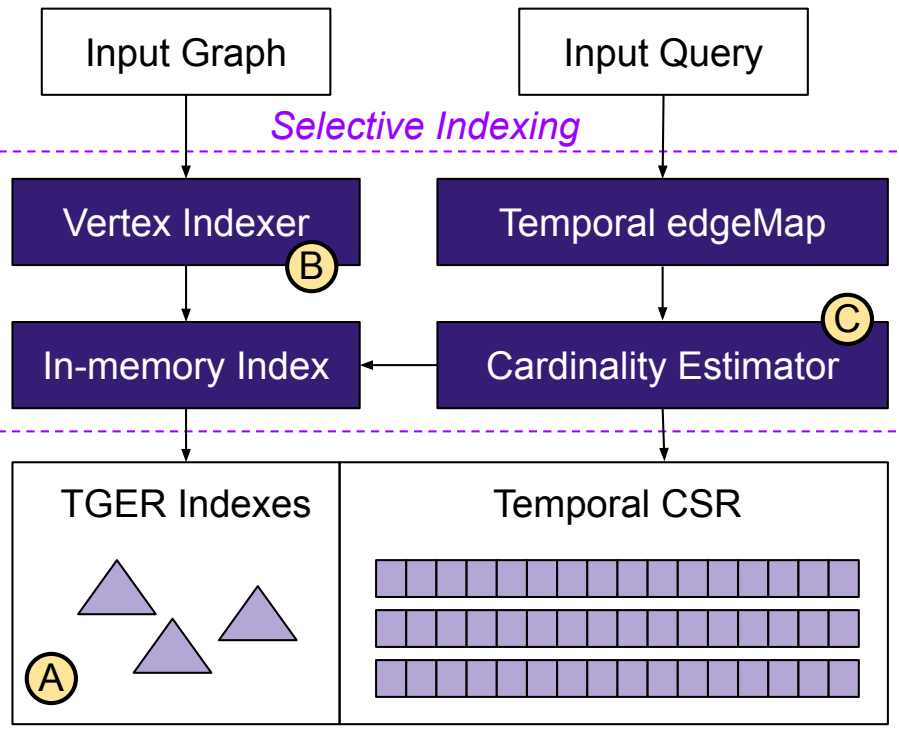 Input Graph
Input Query
Selective Indexing
Vertex Indexer
Temporal edgeMap
B
C
In-memory Index
Cardinality Estimator
TGER Indexes
Temporal CSR
A